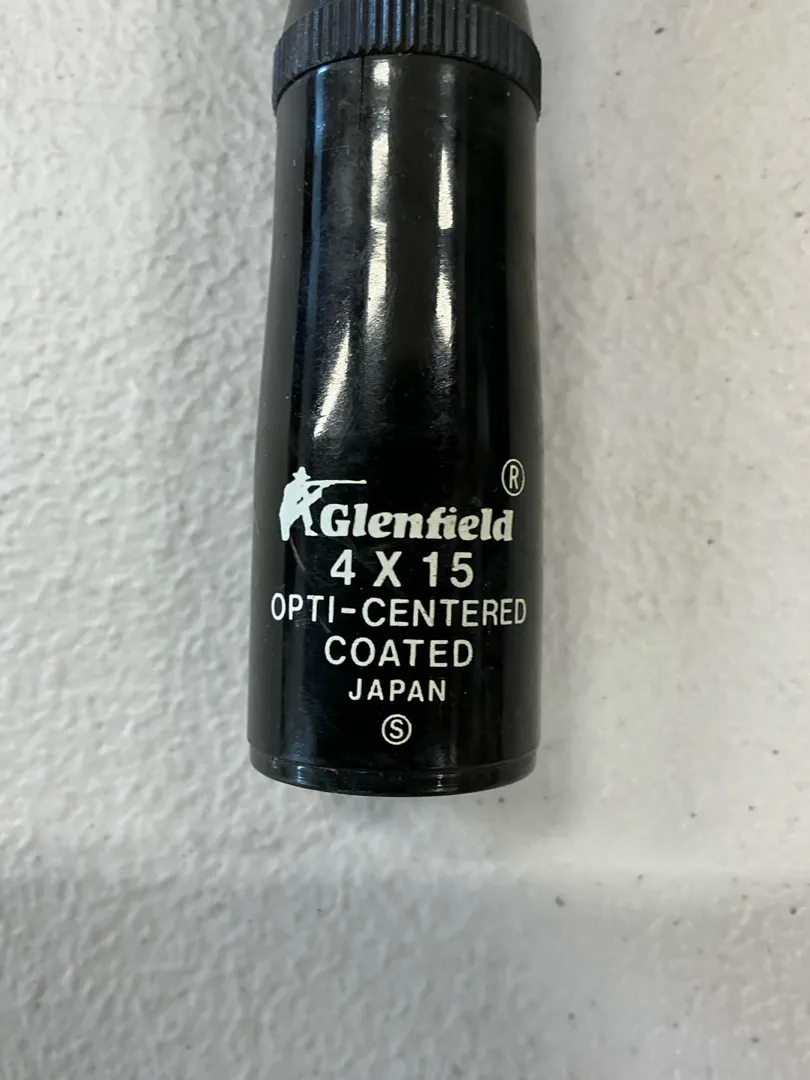 ®
Glenfield
4 X 15
OPTI-CENTERED
COATED
JAPAN
Ⓢ